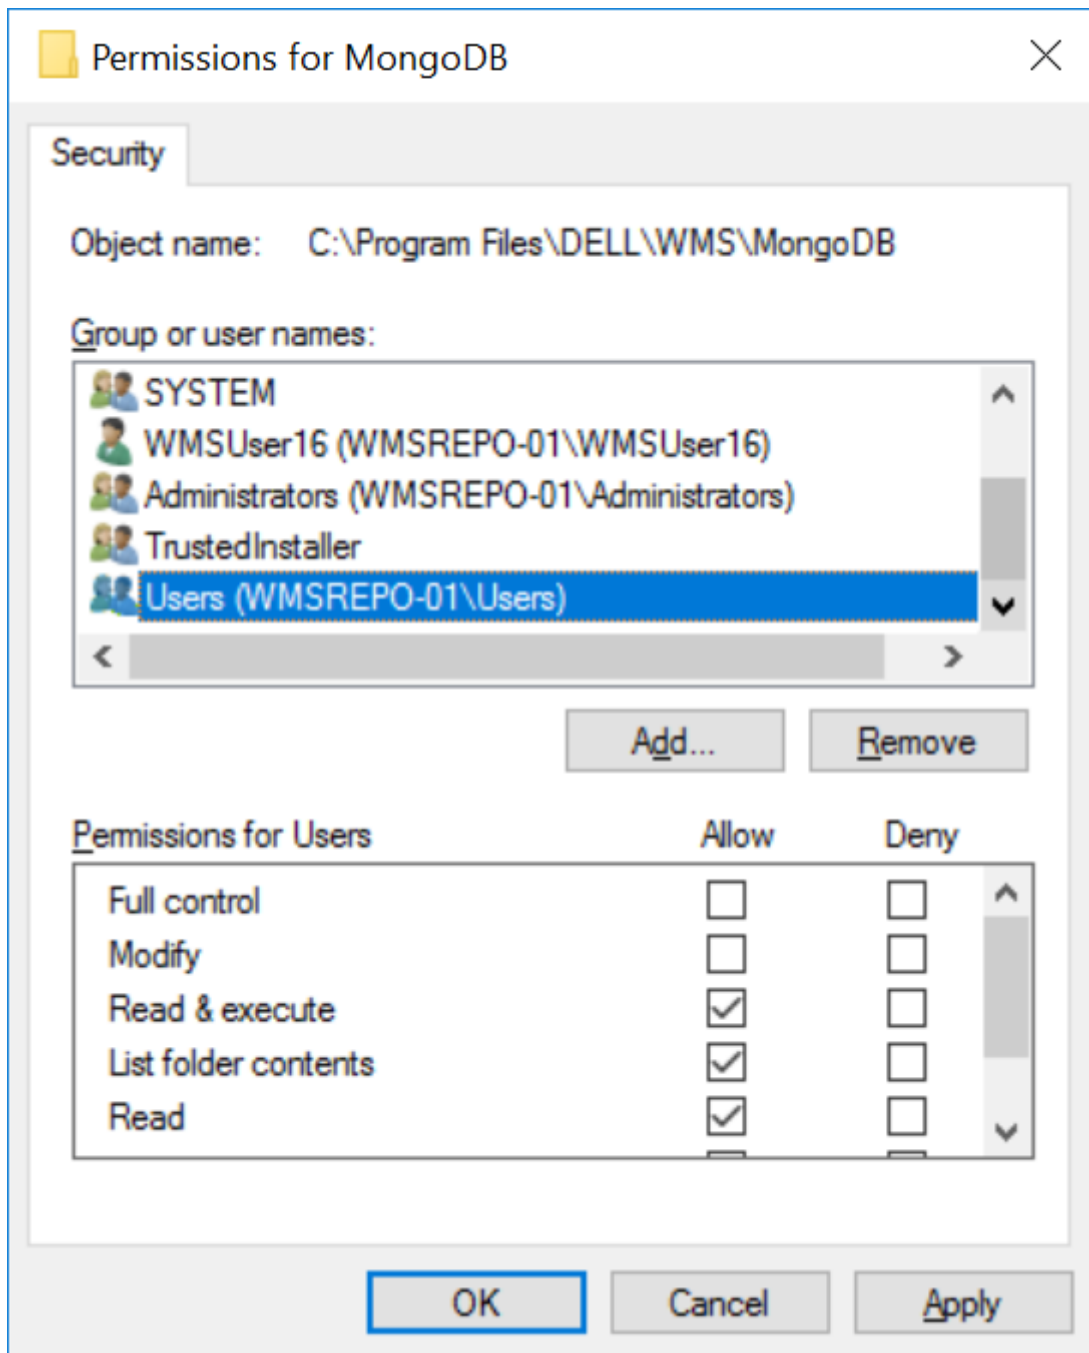 Permissions for MongoDB
Security
Object name: C:\Program Files\DELL\WMS\MongoDB
Group or user names:
SYSTEM
WMSUser16 (WMSREPO-01\WMSUser16)
Administrators (WMSREPO-01\Administrators)
TrustedInstaller
Users (WMSREPO-01\Users)
Add... Remove
Permissions for Users Allow Deny
Full control
Modify
Read & execute
List folder contents
Read
OK Cancel Apply